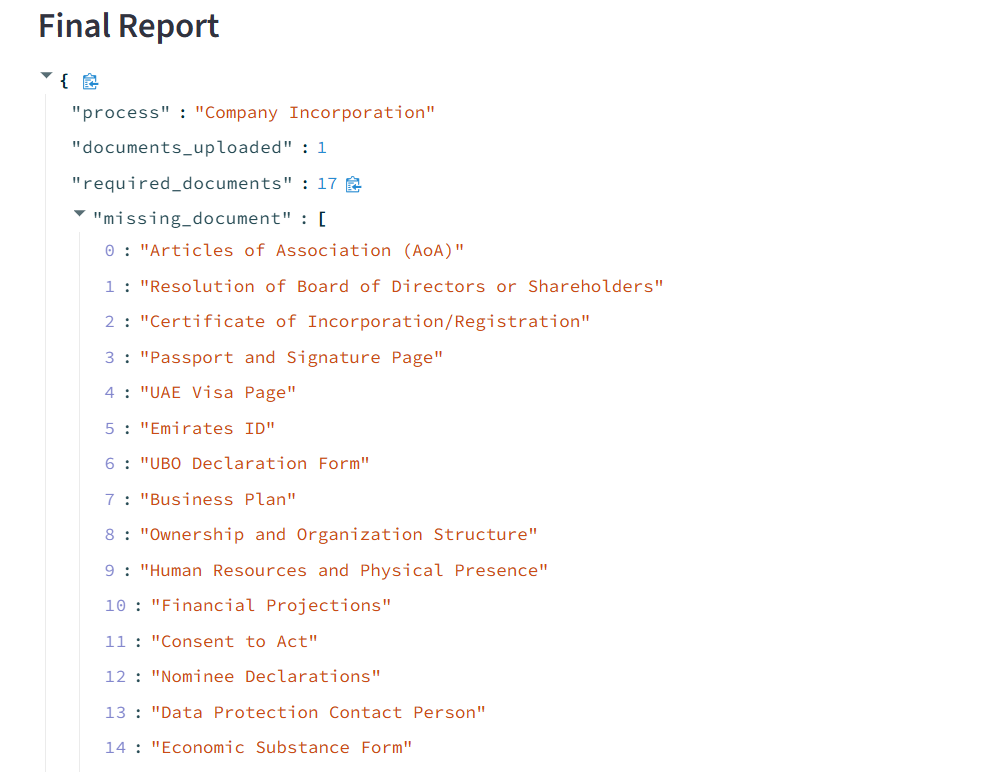 Final Report
{
"process" : "Company Incorporation"
"documents_uploaded" : 1
"required_documents" : 17
"missing_document" : [
0 : "Articles of Association (AoA)"
1 : "Resolution of Board of Directors or Shareholders"
2 : "Certificate of Incorporation/Registration"
3 : "Passport and Signature Page"
4 : "UAE Visa Page"
5 : "Emirates ID"
6 : "UBO Declaration Form"
7 : "Business Plan"
8 : "Ownership and Organization Structure"
9 : "Human Resources and Physical Presence"
10 : "Financial Projections"
11 : "Consent to Act"
12 : "Nominee Declarations"
13 : "Data Protection Contact Person"
14 : "Economic Substance Form"